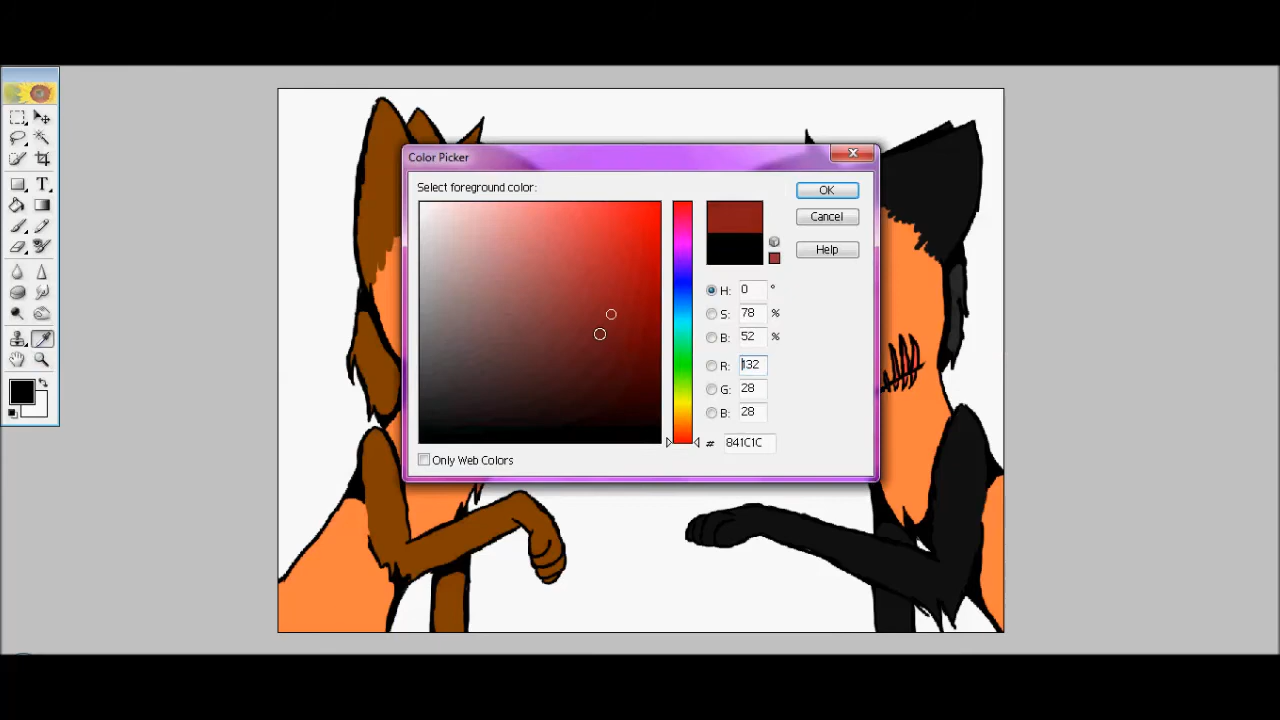 Color Picker
Select foreground color:
OK
Cancel
Help
H: 0 °
S: 78 %
B: 52 %
R: 132
G: 28
B: 28
# 841C1C
Only Web Colors
T